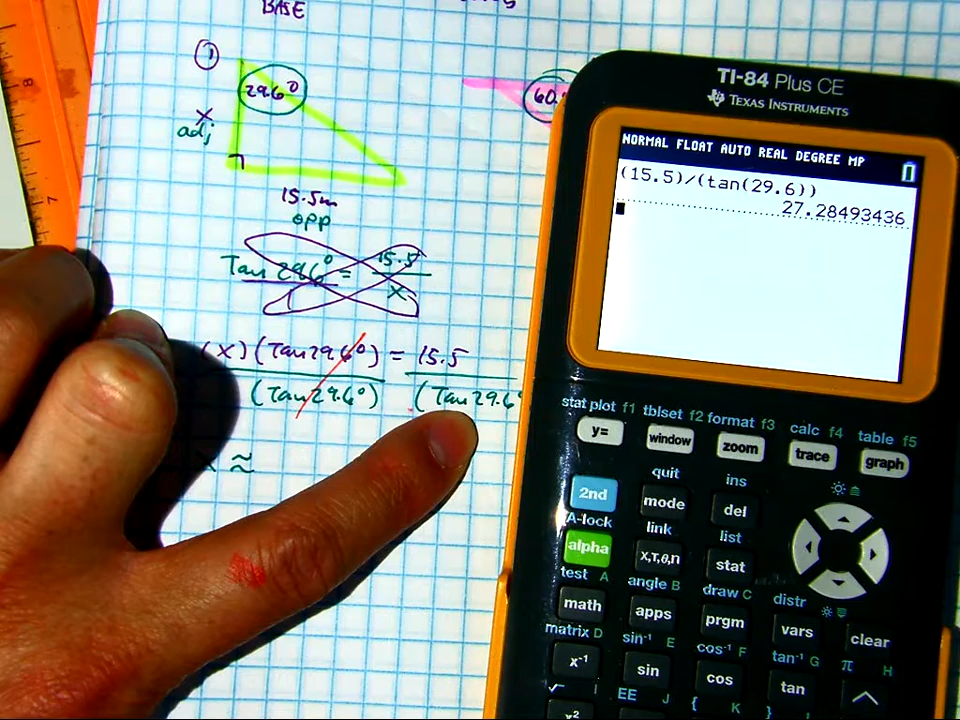 BASE
①
29.6°
60.
x
adj
15.5m
opp
Tan 29.6° = 15.5
x
(x)(Tan 29.6°) = 15.5
(Tan 29.6°) (Tan 29.6°
≈
8
7
TI-84 Plus CE
TEXAS INSTRUMENTS
NORMAL FLOAT AUTO REAL DEGREE MP
(15.5)/(tan(29.6))
27.28493436
stat plot f1 tblset f2 format f3 calc f4 table f5
y= window zoom trace graph
quit ins
2nd mode del
A-lock link list
alpha X,T,θ,n stat
test A angle B draw C distr
math apps prgm vars clear
matrix D sin⁻¹ E cos⁻¹ F tan⁻¹ G π H
x⁻¹ sin cos tan ^
√ I EE J { K } L
x²